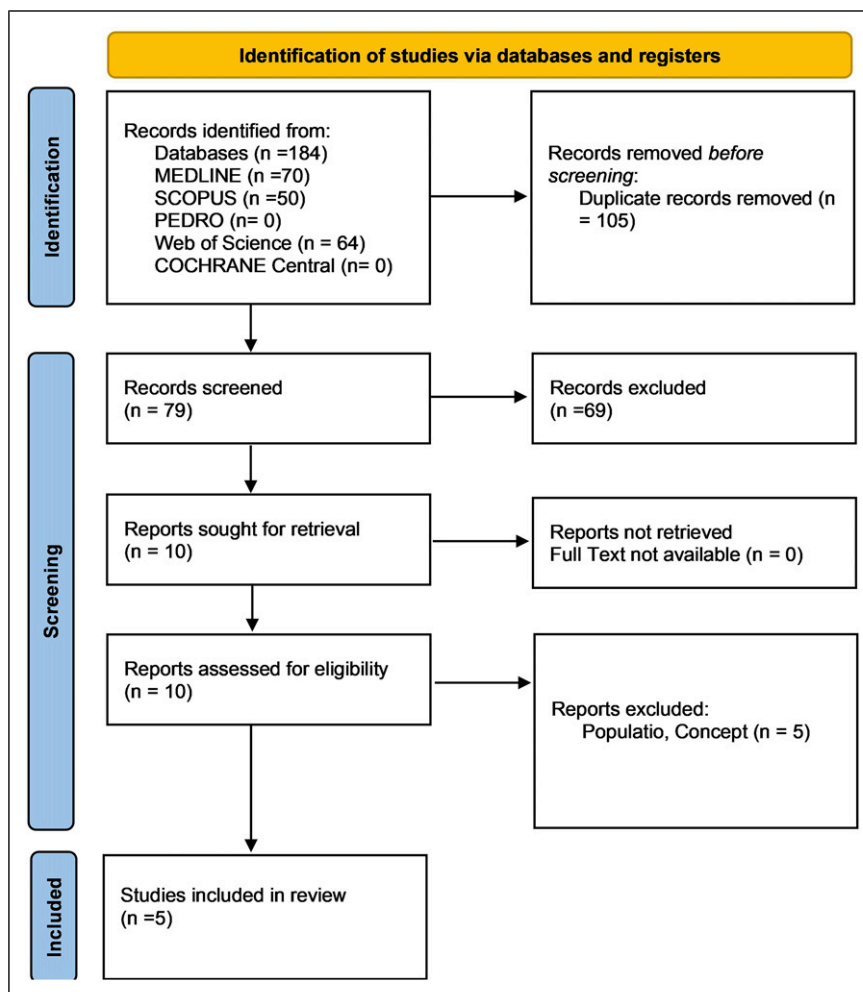 Identification of studies via databases and registers
Identification
Records identified from:
Databases (n =184)
MEDLINE (n =70)
SCOPUS (n =50)
PEDRO (n= 0)
Web of Science (n = 64)
COCHRANE Central (n= 0)
Records removed before
screening:
Duplicate records removed (n
= 105)
Screening
Records screened
(n = 79)
Records excluded
(n =69)
Reports sought for retrieval
(n = 10)
Reports not retrieved
Full Text not available (n = 0)
Reports assessed for eligibility
(n = 10)
Reports excluded:
Populatio, Concept (n = 5)
Included
Studies included in review
(n =5)